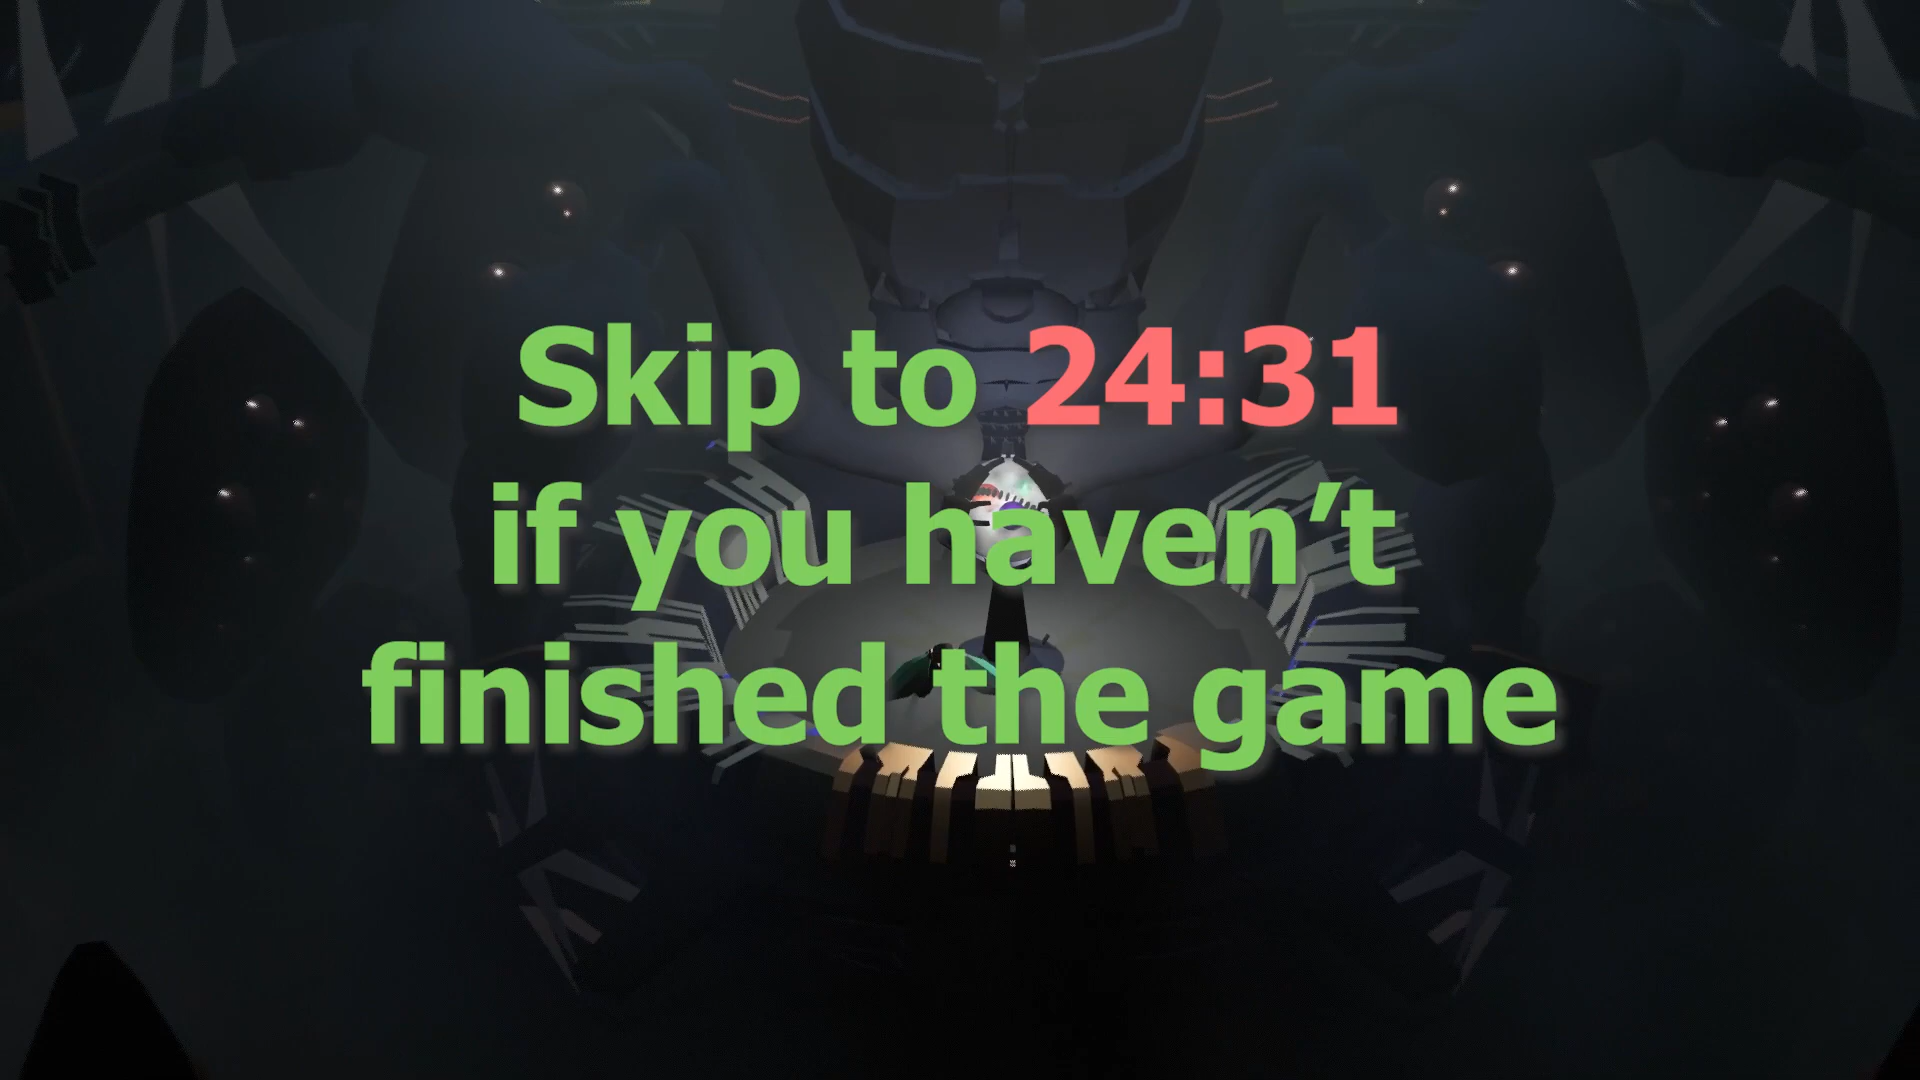 Skip to 24:31
if you haven’t
finished the game